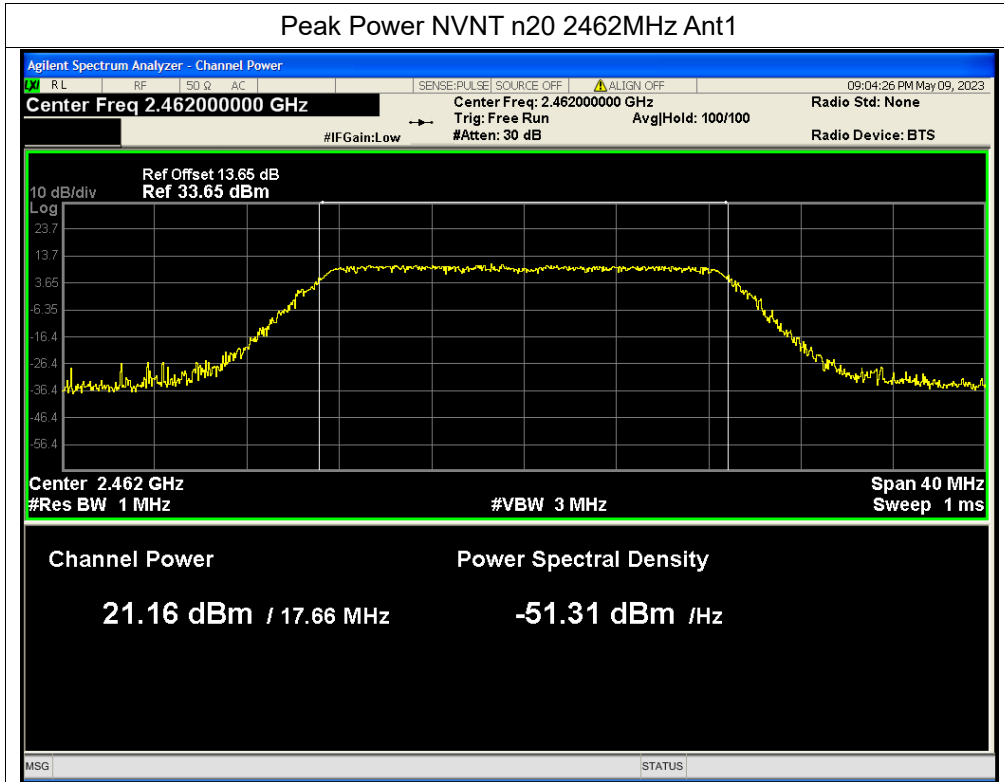 Peak Power NVNT n20 2462MHz Ant1
Agilent Spectrum Analyzer - Channel Power
LXI RL RF 50 Ω AC SENSE:PULSE SOURCE OFF ALIGN OFF 09:04:26 PM May 09, 2023
Center Freq 2.462000000 GHz Center Freq: 2.462000000 GHz Radio Std: None
Trig: Free Run Avg|Hold: 100/100
#IFGain:Low #Atten: 30 dB Radio Device: BTS
Ref Offset 13.65 dB
10 dB/div Ref 33.65 dBm
Log
23.7
13.7
3.65
-6.35
-16.4
-26.4
-36.4
-46.4
-56.4
Center 2.462 GHz Span 40 MHz
#Res BW 1 MHz #VBW 3 MHz Sweep 1 ms
Channel Power Power Spectral Density
21.16 dBm / 17.66 MHz -51.31 dBm /Hz
MSG STATUS